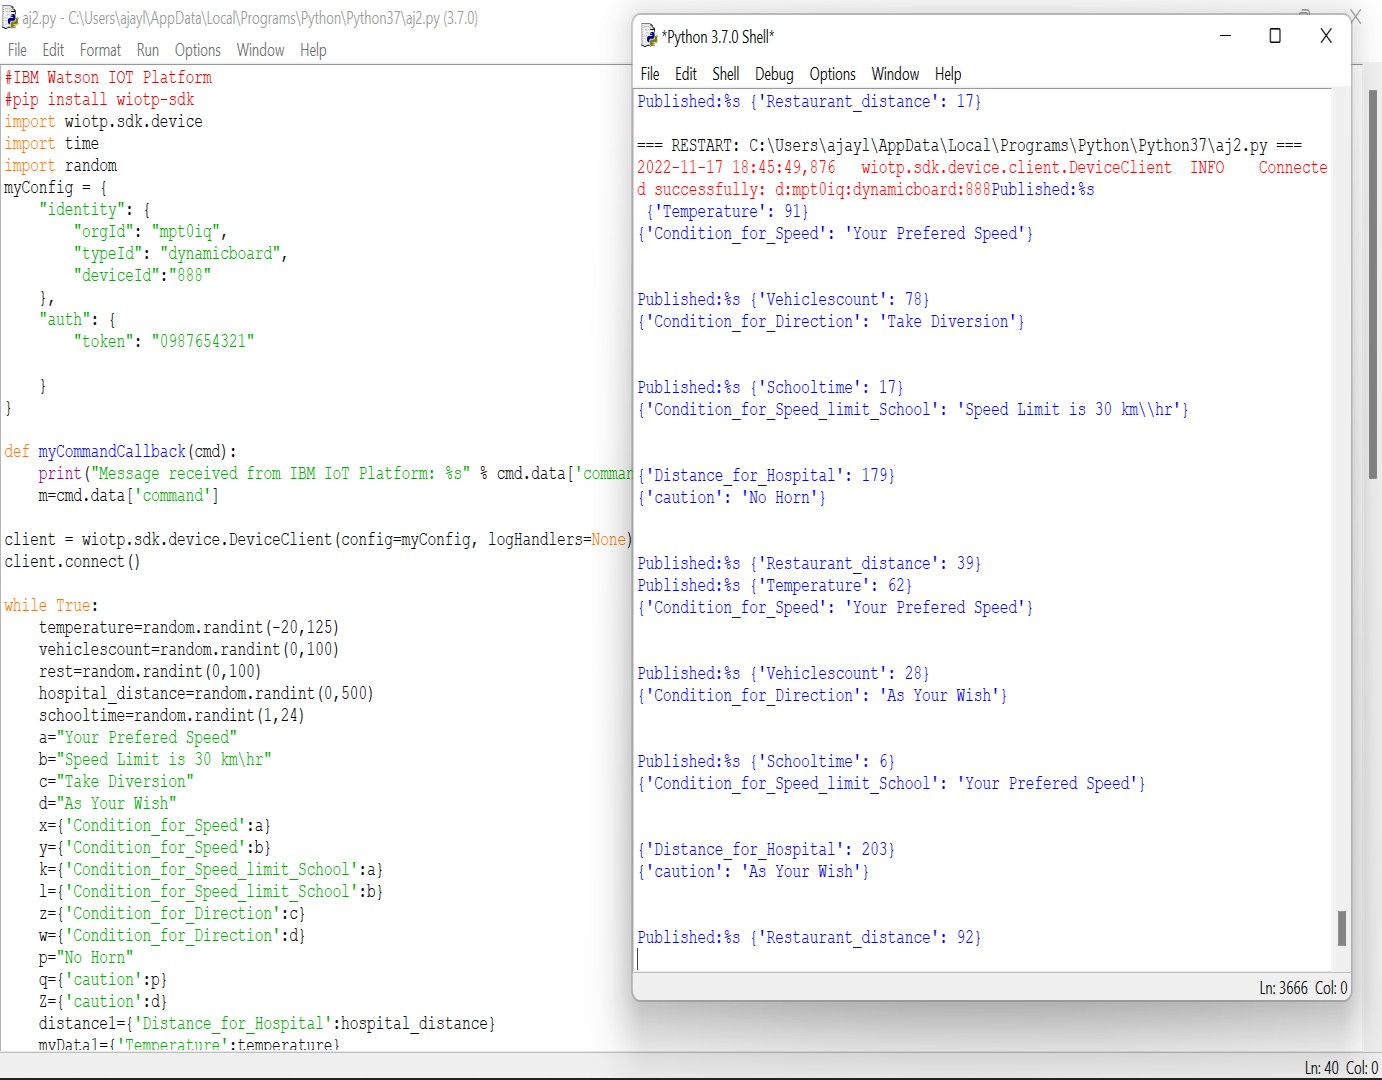 aj2.py - C:\Users\ajayl\AppData\Local\Programs\Python\Python37\aj2.py (3.7.0)
File Edit Format Run Options Window Help
#IBM Watson IOT Platform
#pip install wiotp-sdk
import wiotp.sdk.device
import time
import random
myConfig = {
    "identity": {
        "orgId": "mpt0iq",
        "typeId": "dynamicboard",
        "deviceId":"888"
    },
    "auth": {
        "token": "0987654321"
    }
}
def myCommandCallback(cmd):
    print("Message received from IBM IoT Platform: %s" % cmd.data['comman
    m=cmd.data['command']
client = wiotp.sdk.device.DeviceClient(config=myConfig, logHandlers=None)
client.connect()
while True:
    temperature=random.randint(-20,125)
    vehiclescount=random.randint(0,100)
    rest=random.randint(0,100)
    hospital_distance=random.randint(0,500)
    schooltime=random.randint(1,24)
    a="Your Prefered Speed"
    b="Speed Limit is 30 km\hr"
    c="Take Diversion"
    d="As Your Wish"
    x={'Condition_for_Speed':a}
    y={'Condition_for_Speed':b}
    k={'Condition_for_Speed_limit_School':a}
    l={'Condition_for_Speed_limit_School':b}
    z={'Condition_for_Direction':c}
    w={'Condition_for_Direction':d}
    p="No Horn"
    q={'caution':p}
    Z={'caution':d}
    distance1={'Distance_for_Hospital':hospital_distance}
    myData1={'Temperature':temperature}
Ln: 40 Col: 0
*Python 3.7.0 Shell*
File Edit Shell Debug Options Window Help
Published:%s {'Restaurant_distance': 17}
=== RESTART: C:\Users\ajayl\AppData\Local\Programs\Python\Python37\aj2.py ===
2022-11-17 18:45:49,876   wiotp.sdk.device.client.DeviceClient  INFO    Connecte
d successfully: d:mpt0iq:dynamicboard:888Published:%s
 {'Temperature': 91}
{'Condition_for_Speed': 'Your Prefered Speed'}
Published:%s {'Vehiclescount': 78}
{'Condition_for_Direction': 'Take Diversion'}
Published:%s {'Schooltime': 17}
{'Condition_for_Speed_limit_School': 'Speed Limit is 30 km\\hr'}
{'Distance_for_Hospital': 179}
{'caution': 'No Horn'}
Published:%s {'Restaurant_distance': 39}
Published:%s {'Temperature': 62}
{'Condition_for_Speed': 'Your Prefered Speed'}
Published:%s {'Vehiclescount': 28}
{'Condition_for_Direction': 'As Your Wish'}
Published:%s {'Schooltime': 6}
{'Condition_for_Speed_limit_School': 'Your Prefered Speed'}
{'Distance_for_Hospital': 203}
{'caution': 'As Your Wish'}
Published:%s {'Restaurant_distance': 92}
Ln: 3666 Col: 0